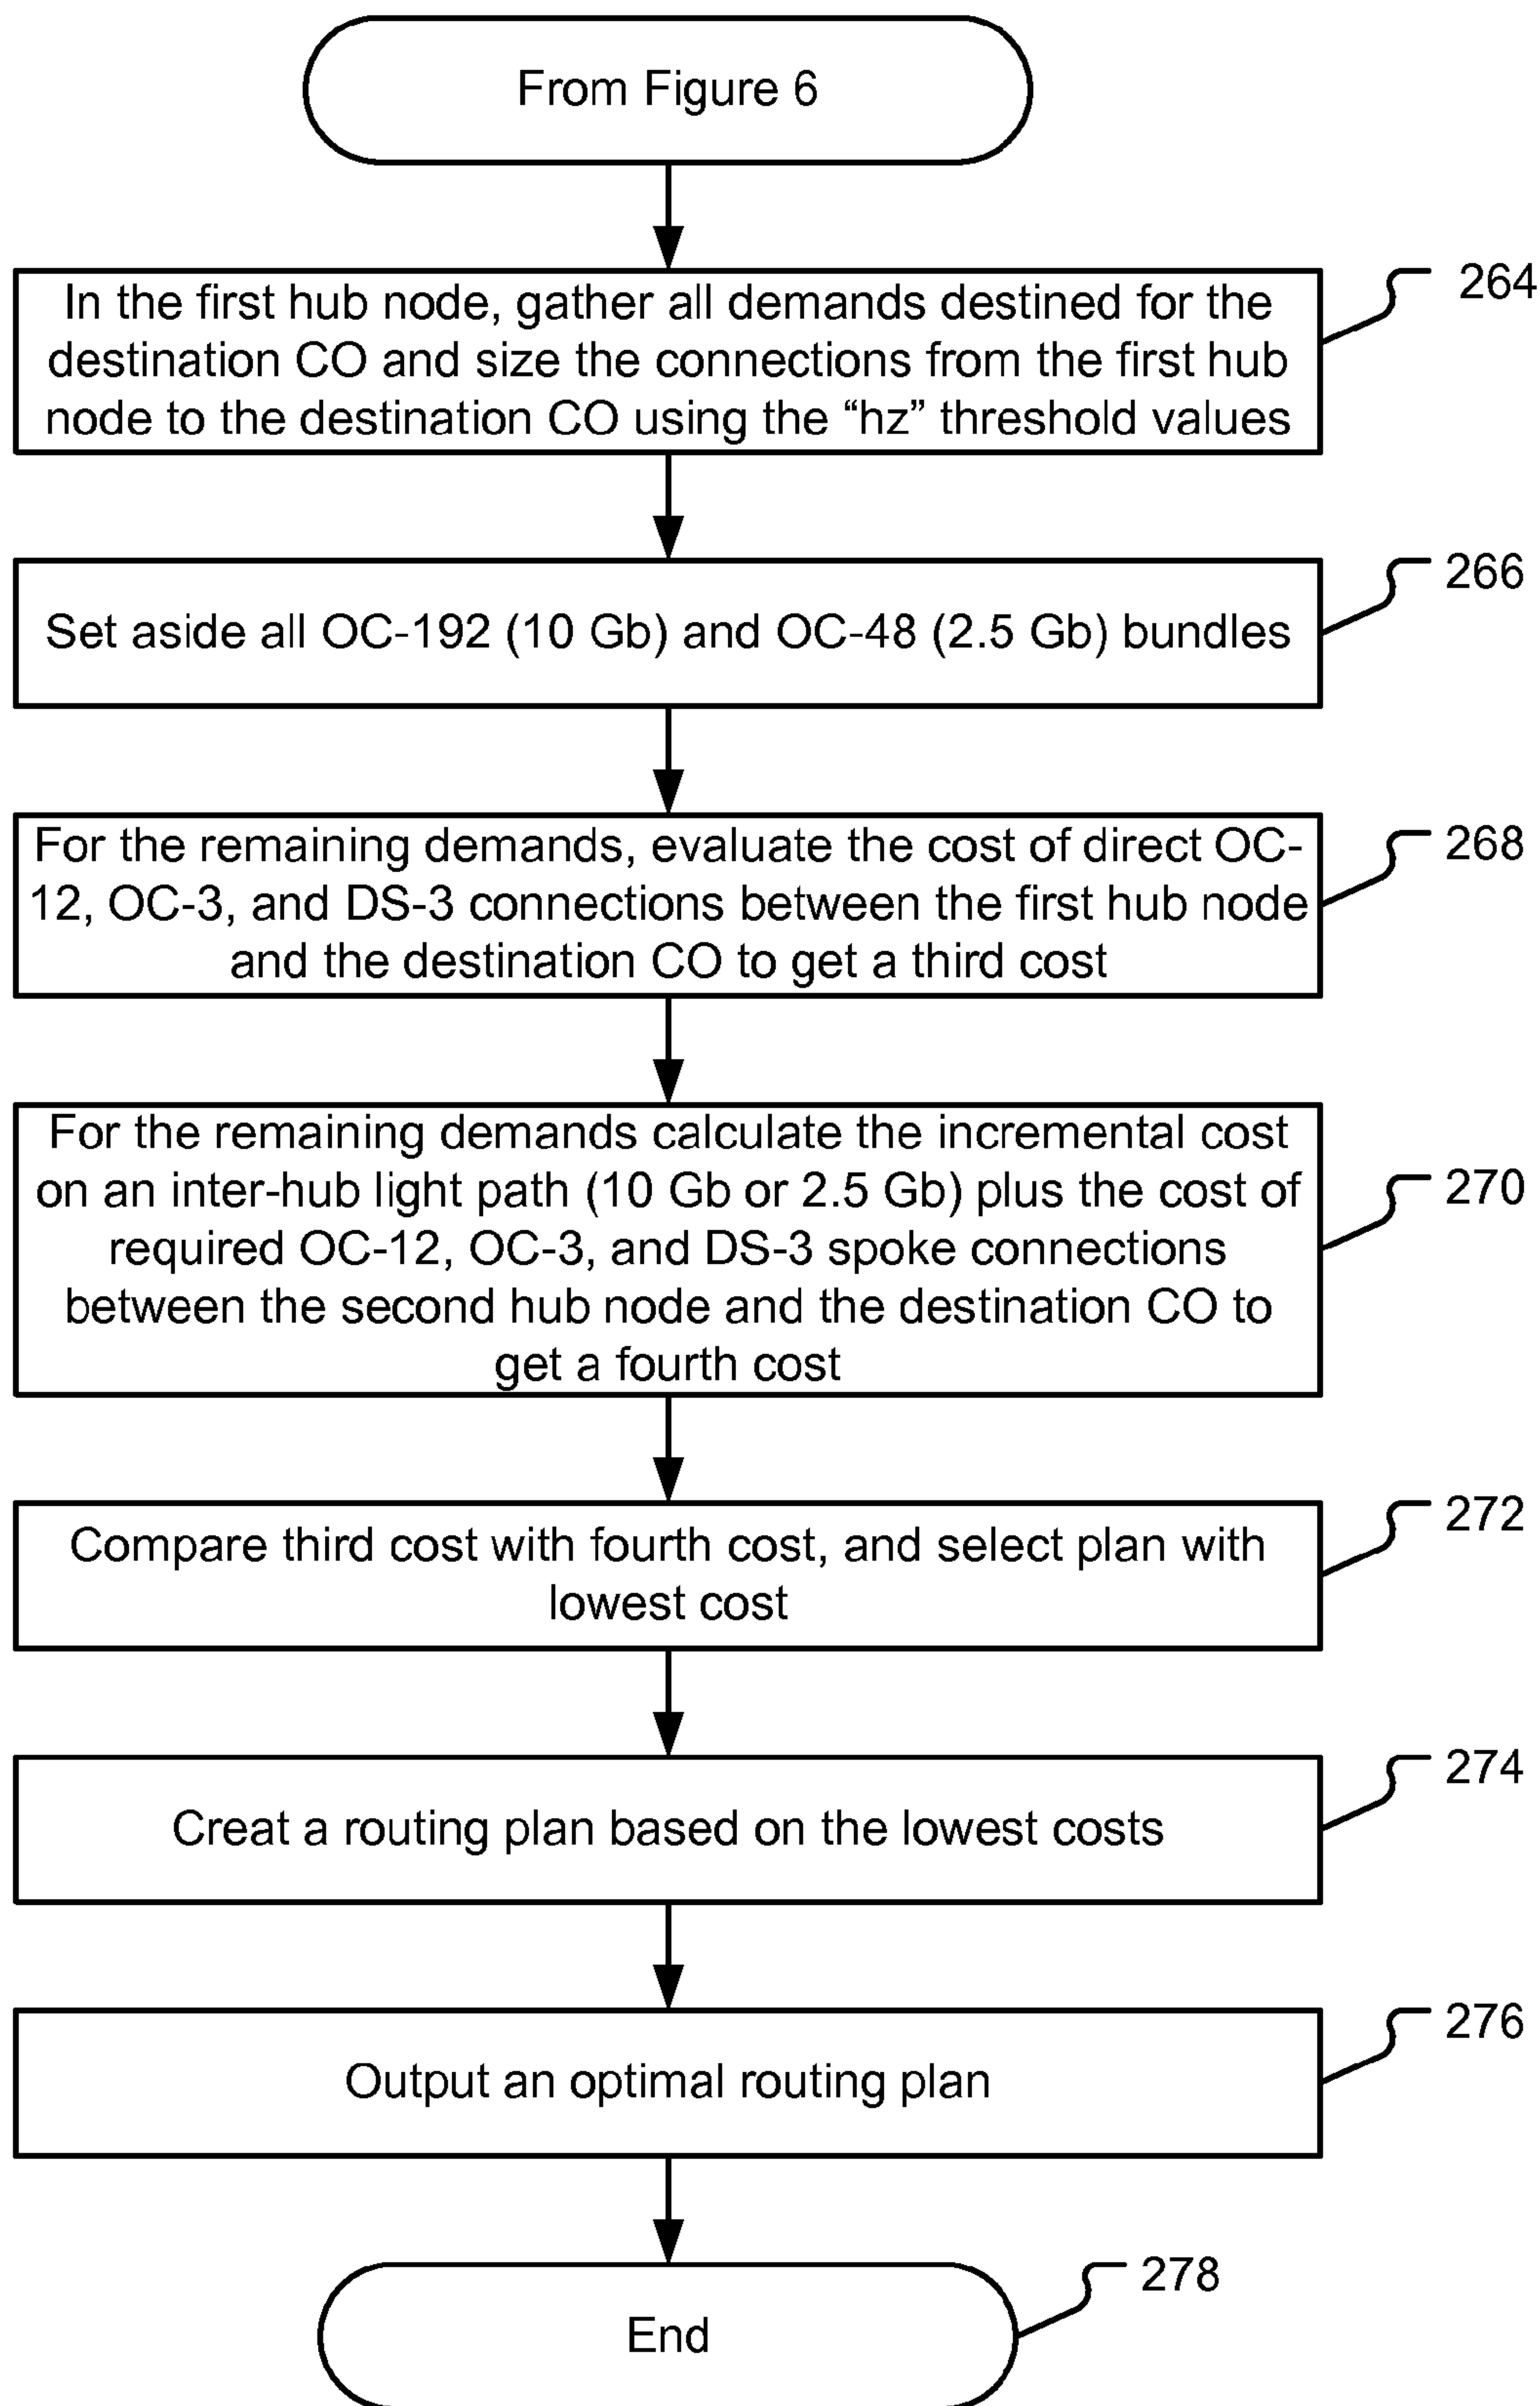 From Figure 6
In the first hub node, gather all demands destined for the
destination CO and size the connections from the first hub
node to the destination CO using the “hz” threshold values
264
Set aside all OC-192 (10 Gb) and OC-48 (2.5 Gb) bundles
266
For the remaining demands, evaluate the cost of direct OC-
12, OC-3, and DS-3 connections between the first hub node
and the destination CO to get a third cost
268
For the remaining demands calculate the incremental cost
on an inter-hub light path (10 Gb or 2.5 Gb) plus the cost of
required OC-12, OC-3, and DS-3 spoke connections
between the second hub node and the destination CO to
get a fourth cost
270
Compare third cost with fourth cost, and select plan with
lowest cost
272
Creat a routing plan based on the lowest costs
274
Output an optimal routing plan
276
End
278